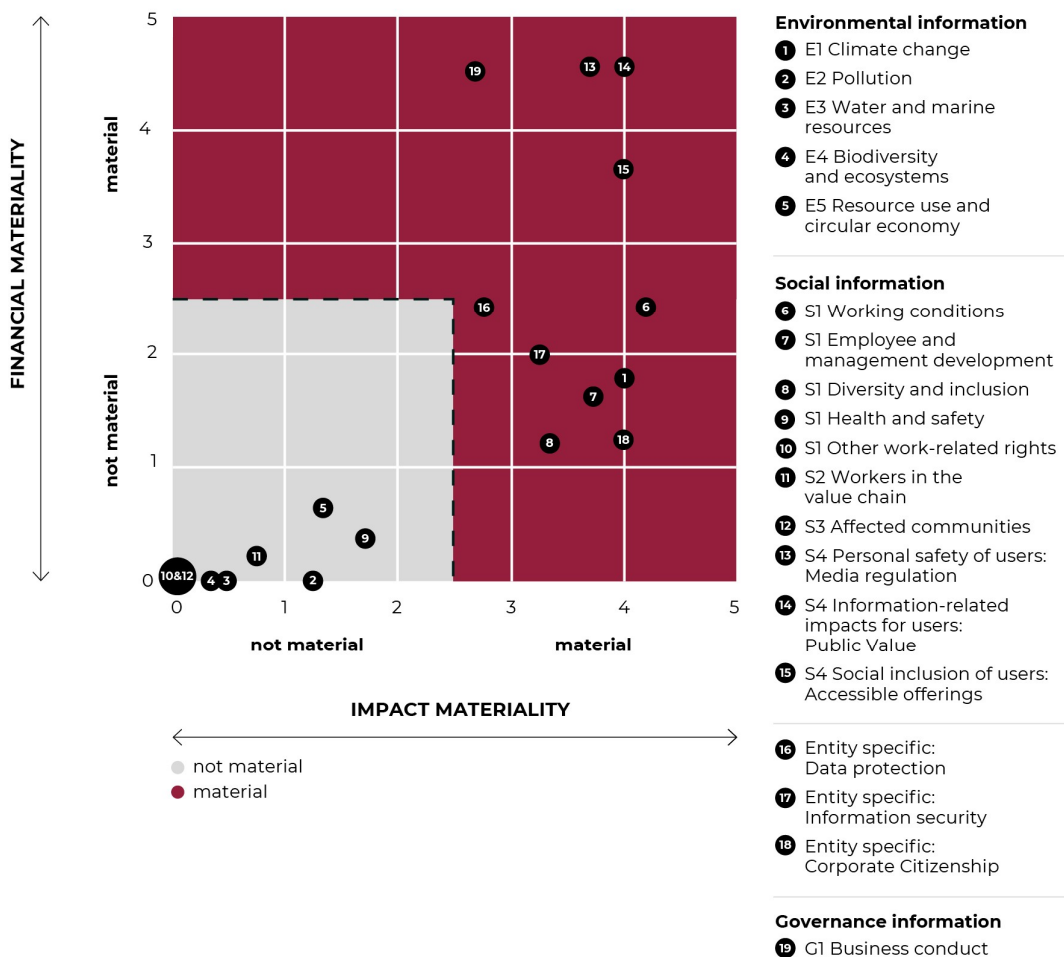 FINANCIAL MATERIALITY
material
not material
5
4
3
2
1
0
19
13
14
15
16
6
17
1
7
8
18
5
9
11
10&12
4
3
2
0
1
2
3
4
5
not material
material
IMPACT MATERIALITY
not material
material
Environmental information
1 E1 Climate change
2 E2 Pollution
3 E3 Water and marine
resources
4 E4 Biodiversity
and ecosystems
5 E5 Resource use and
circular economy
Social information
6 S1 Working conditions
7 S1 Employee and
management development
8 S1 Diversity and inclusion
9 S1 Health and safety
10 S1 Other work-related rights
11 S2 Workers in the
value chain
12 S3 Affected communities
13 S4 Personal safety of users:
Media regulation
14 S4 Information-related
impacts for users:
Public Value
15 S4 Social inclusion of users:
Accessible offerings
16 Entity specific:
Data protection
17 Entity specific:
Information security
18 Entity specific:
Corporate Citizenship
Governance information
19 G1 Business conduct